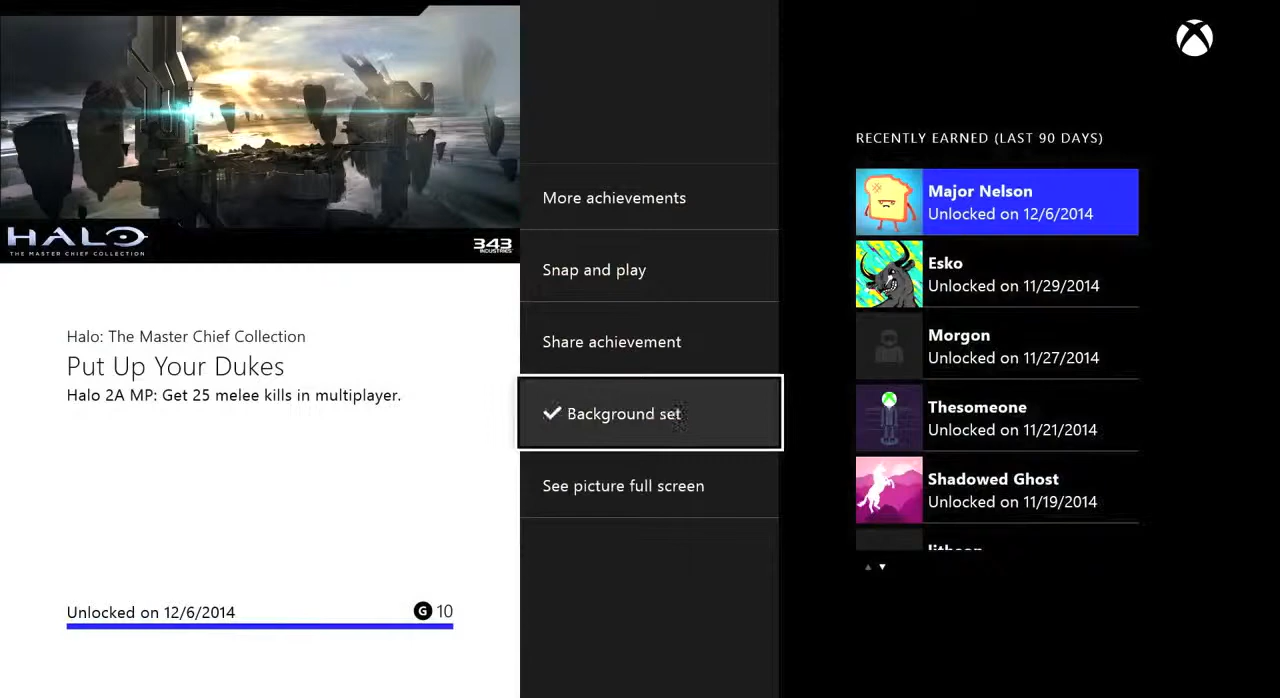 HALO
THE MASTER CHIEF COLLECTION
343
INDUSTRIES
Halo: The Master Chief Collection
Put Up Your Dukes
Halo 2A MP: Get 25 melee kills in multiplayer.
Unlocked on 12/6/2014
G 10
More achievements
Snap and play
Share achievement
Background set
See picture full screen
RECENTLY EARNED (LAST 90 DAYS)
Major Nelson
Unlocked on 12/6/2014
Esko
Unlocked on 11/29/2014
Morgon
Unlocked on 11/27/2014
Thesomeone
Unlocked on 11/21/2014
Shadowed Ghost
Unlocked on 11/19/2014